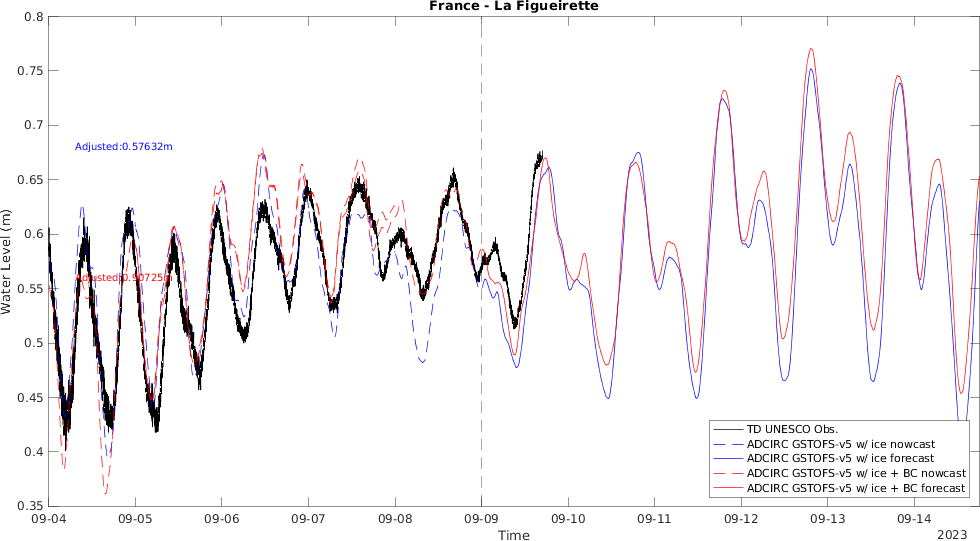 France - La Figueirette
0.8
0.75
0.7
0.65
0.6
0.55
0.5
0.45
0.4
0.35
Water Level (m)
Adjusted:0.57632m
Adjusted:0.90725m
TD UNESCO Obs.
ADCIRC GSTOFS-v5 w/ ice nowcast
ADCIRC GSTOFS-v5 w/ ice forecast
ADCIRC GSTOFS-v5 w/ ice + BC nowcast
ADCIRC GSTOFS-v5 w/ ice + BC forecast
09-04 09-05 09-06 09-07 09-08 09-09 09-10 09-11 09-12 09-13 09-14
Time
2023